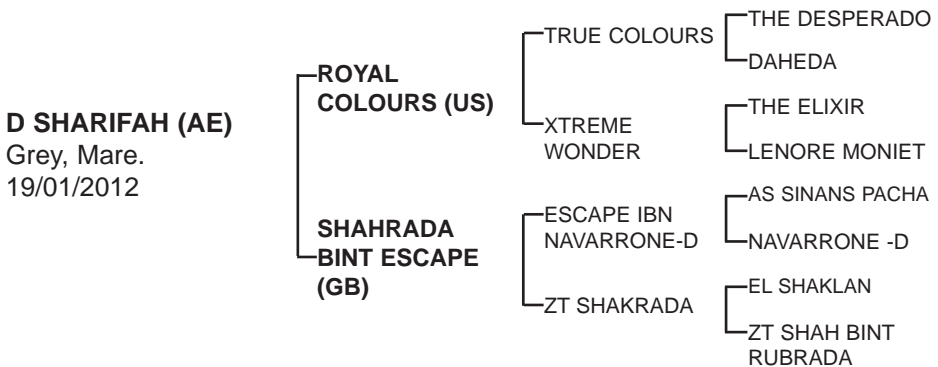 D SHARIFAH (AE)
Grey, Mare.
19/01/2012
ROYAL
COLOURS (US)
SHAHRADA
BINT ESCAPE
(GB)
TRUE COLOURS
XTREME
WONDER
ESCAPE IBN
NAVARRONE-D
ZT SHAKRADA
THE DESPERADO
DAHEDA
THE ELIXIR
LENORE MONIET
AS SINANS PACHA
NAVARRONE -D
EL SHAKLAN
ZT SHAH BINT
RUBRADA